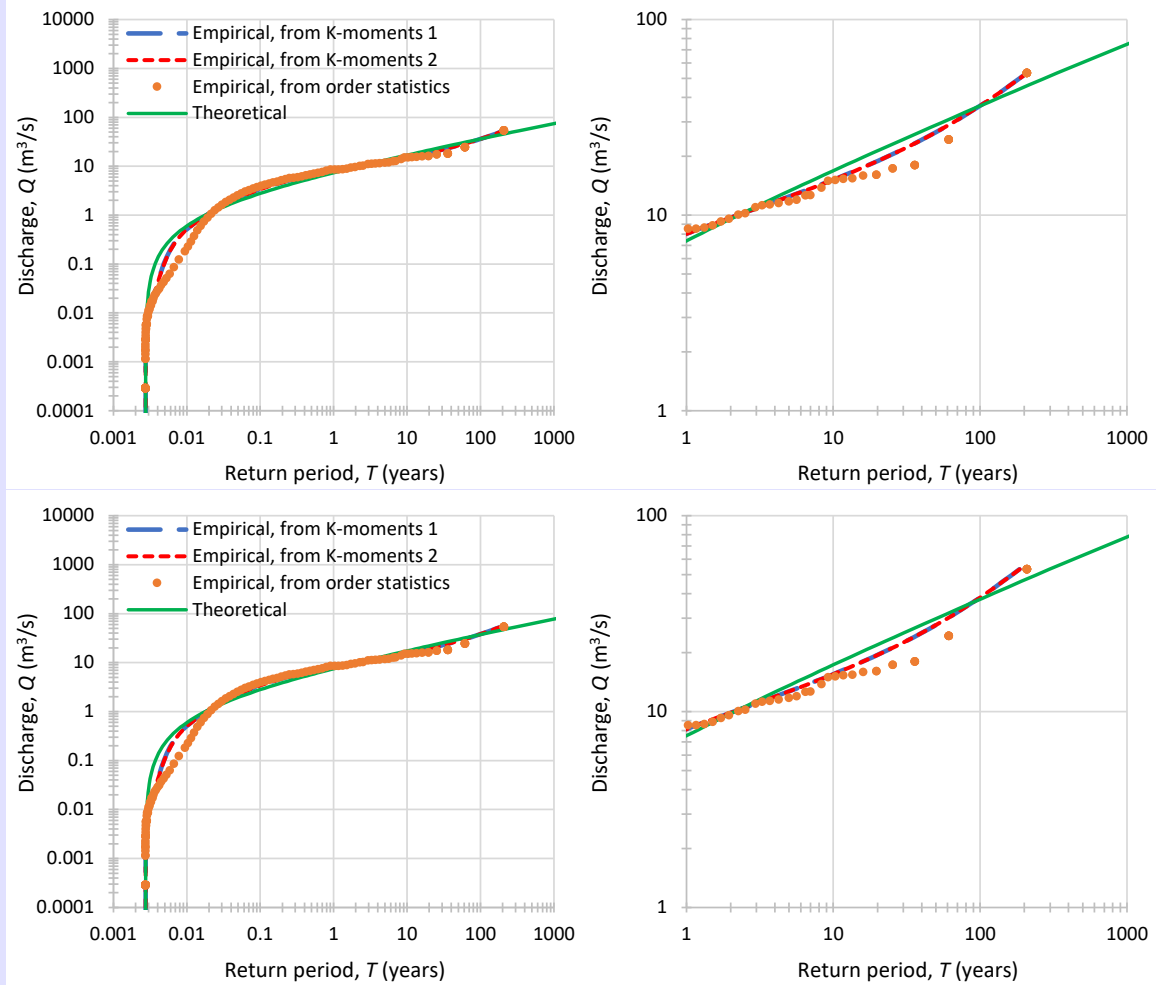 10000
1000
100
10
1
0.1
0.01
0.001
0.0001
Discharge, Q (m³/s)
Empirical, from K-moments 1
Empirical, from K-moments 2
Empirical, from order statistics
Theoretical
0.001 0.01 0.1 1 10 100 1000
Return period, T (years)
100
10
1
Discharge, Q (m³/s)
1 10 100 1000
Return period, T (years)
10000
1000
100
10
1
0.1
0.01
0.001
0.0001
Discharge, Q (m³/s)
Empirical, from K-moments 1
Empirical, from K-moments 2
Empirical, from order statistics
Theoretical
0.001 0.01 0.1 1 10 100 1000
Return period, T (years)
100
10
1
Discharge, Q (m³/s)
1 10 100 1000
Return period, T (years)